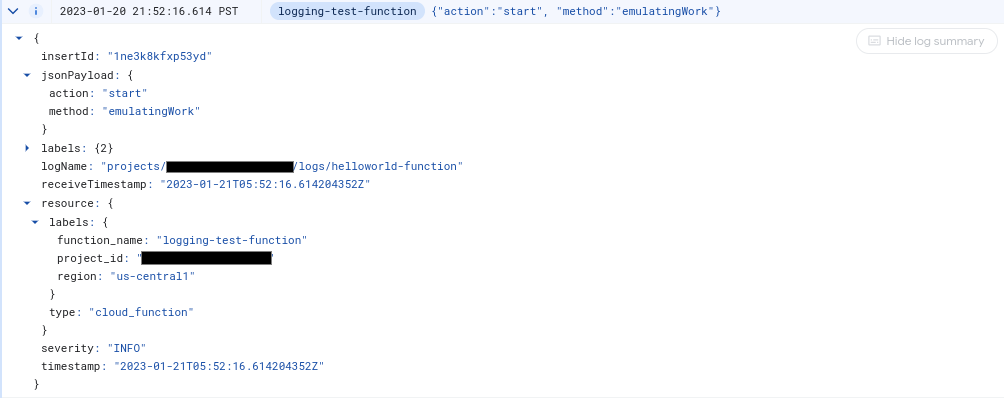 2023-01-20 21:52:16.614 PST logging-test-function {"action":"start", "method":"emulatingWork"}
{
Hide log summary
insertId: "1ne3k8kfxp53yd"
jsonPayload: {
action: "start"
method: "emulatingWork"
}
labels: {2}
logName: "projects/ /logs/helloworld-function"
receiveTimestamp: "2023-01-21T05:52:16.614204352Z"
resource: {
labels: {
function_name: "logging-test-function"
project_id: "
region: "us-central1"
}
type: "cloud_function"
}
severity: "INFO"
timestamp: "2023-01-21T05:52:16.614204352Z"
}